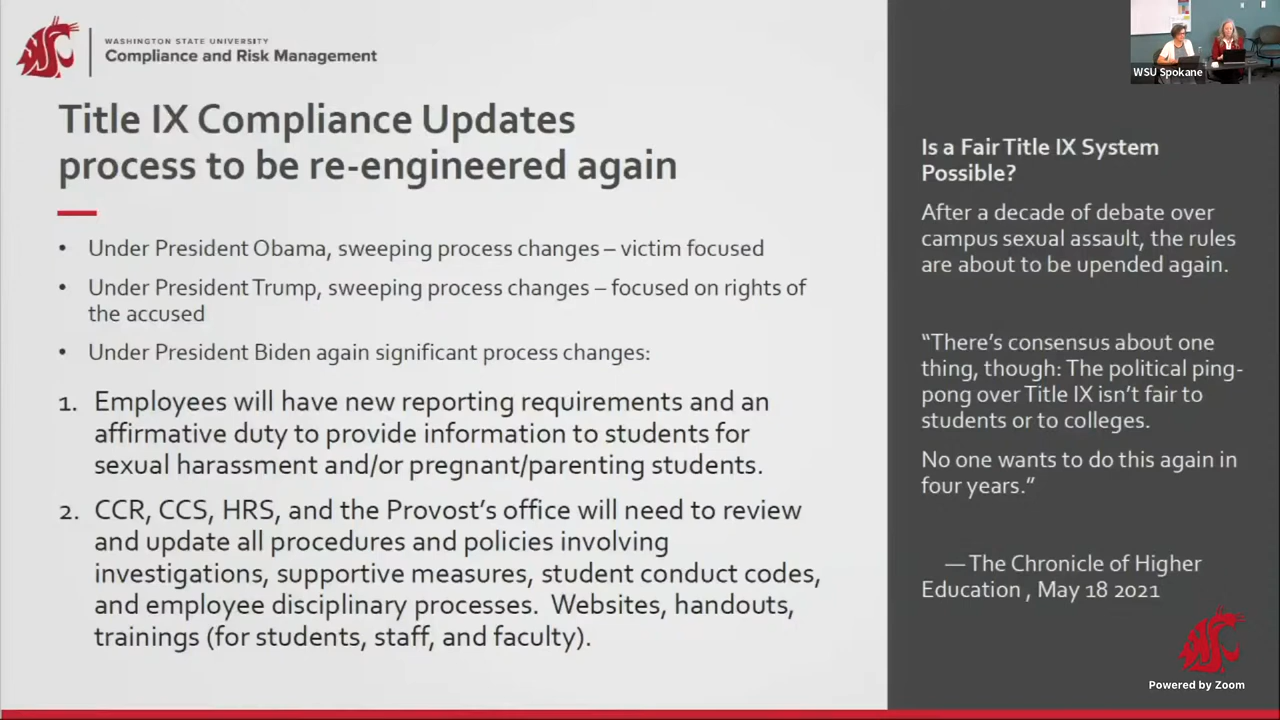 WASHINGTON STATE UNIVERSITY
Compliance and Risk Management
Title IX Compliance Updates
process to be re-engineered again
• Under President Obama, sweeping process changes – victim focused
• Under President Trump, sweeping process changes – focused on rights of
the accused
• Under President Biden again significant process changes:
1. Employees will have new reporting requirements and an
affirmative duty to provide information to students for
sexual harassment and/or pregnant/parenting students.
2. CCR, CCS, HRS, and the Provost's office will need to review
and update all procedures and policies involving
investigations, supportive measures, student conduct codes,
and employee disciplinary processes. Websites, handouts,
trainings (for students, staff, and faculty).
WSU Spokane
Is a Fair Title IX System
Possible?
After a decade of debate over
campus sexual assault, the rules
are about to be upended again.
“There’s consensus about one
thing, though: The political ping-
pong over Title IX isn’t fair to
students or to colleges.
No one wants to do this again in
four years.”
— The Chronicle of Higher
Education , May 18 2021
Powered by Zoom